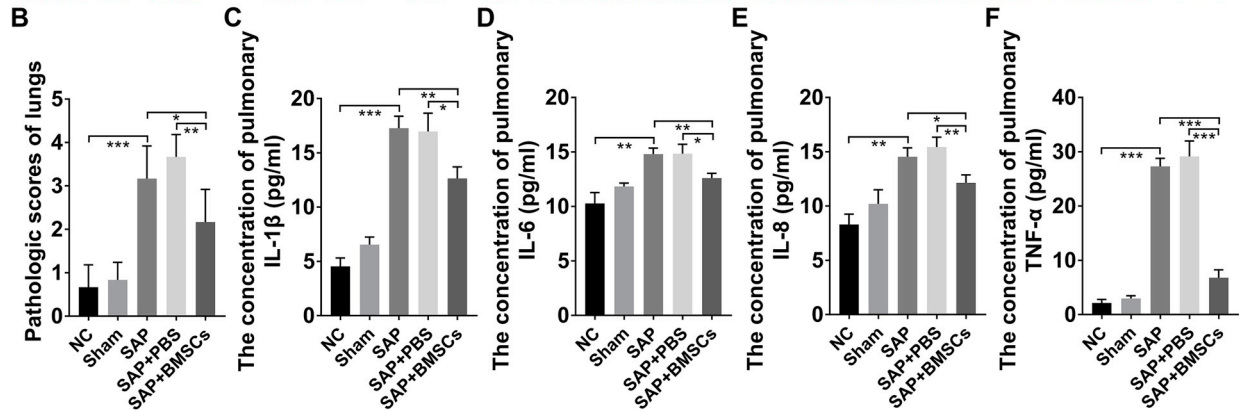 B
Pathologic scores of lungs
5
4
3
2
1
0
***
*
**
NC
Sham
SAP
SAP+PBS
SAP+BMSCs
C
The concentration of pulmonary
IL-1β (pg/ml)
20
15
10
5
0
***
**
*
NC
Sham
SAP
SAP+PBS
SAP+BMSCs
D
The concentration of pulmonary
IL-6 (pg/ml)
20
15
10
5
0
**
**
*
NC
Sham
SAP
SAP+PBS
SAP+BMSCs
E
The concentration of pulmonary
IL-8 (pg/ml)
20
15
10
5
0
**
*
**
NC
Sham
SAP
SAP+PBS
SAP+BMSCs
F
The concentration of pulmonary
TNF-α (pg/ml)
40
30
20
10
0
***
***
***
NC
Sham
SAP
SAP+PBS
SAP+BMSCs